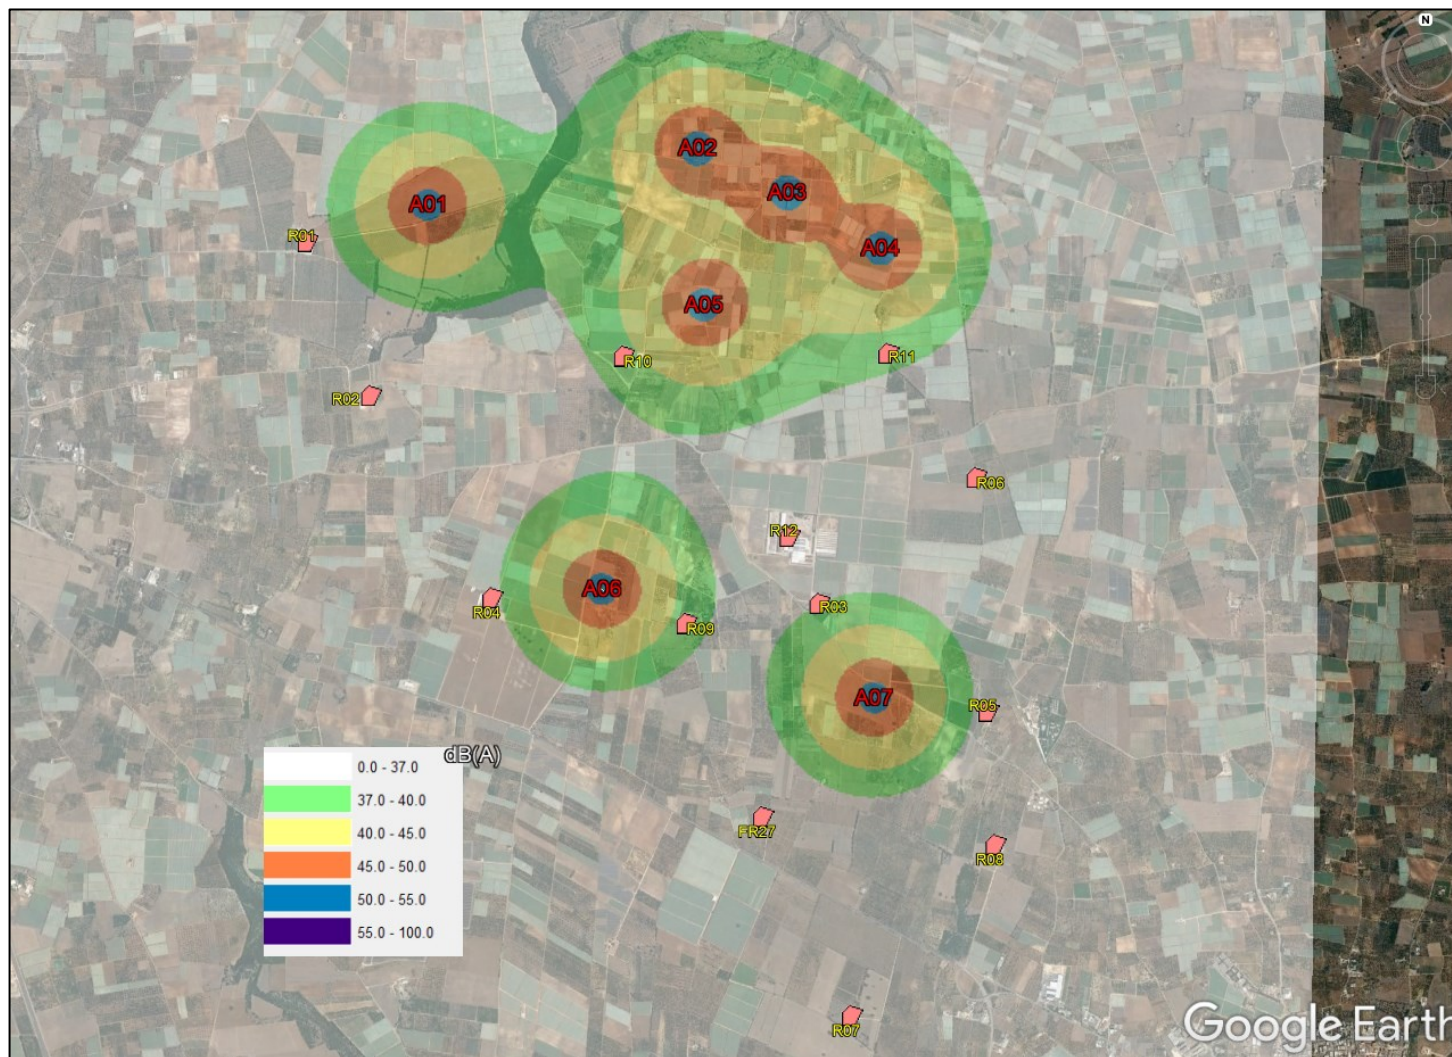 N
A02
A03
A01
R01
A04
A05
R10
R11
R02
R06
R12
A06
R04
R03
R09
A07
R05
dB(A)
0.0 - 37.0
37.0 - 40.0
40.0 - 45.0
45.0 - 50.0
50.0 - 55.0
55.0 - 100.0
FR27
R08
R07
Google Earth